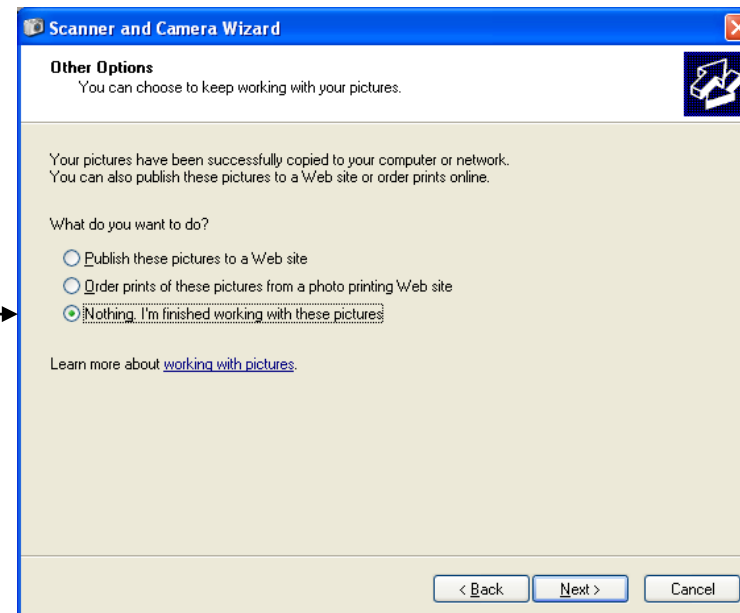 Scanner and Camera Wizard
Other Options
You can choose to keep working with your pictures.
Your pictures have been successfully copied to your computer or network.
You can also publish these pictures to a Web site or order prints online.
What do you want to do?
Publish these pictures to a Web site
Order prints of these pictures from a photo printing Web site
Nothing. I'm finished working with these pictures
Learn more about working with pictures.
< Back Next > Cancel